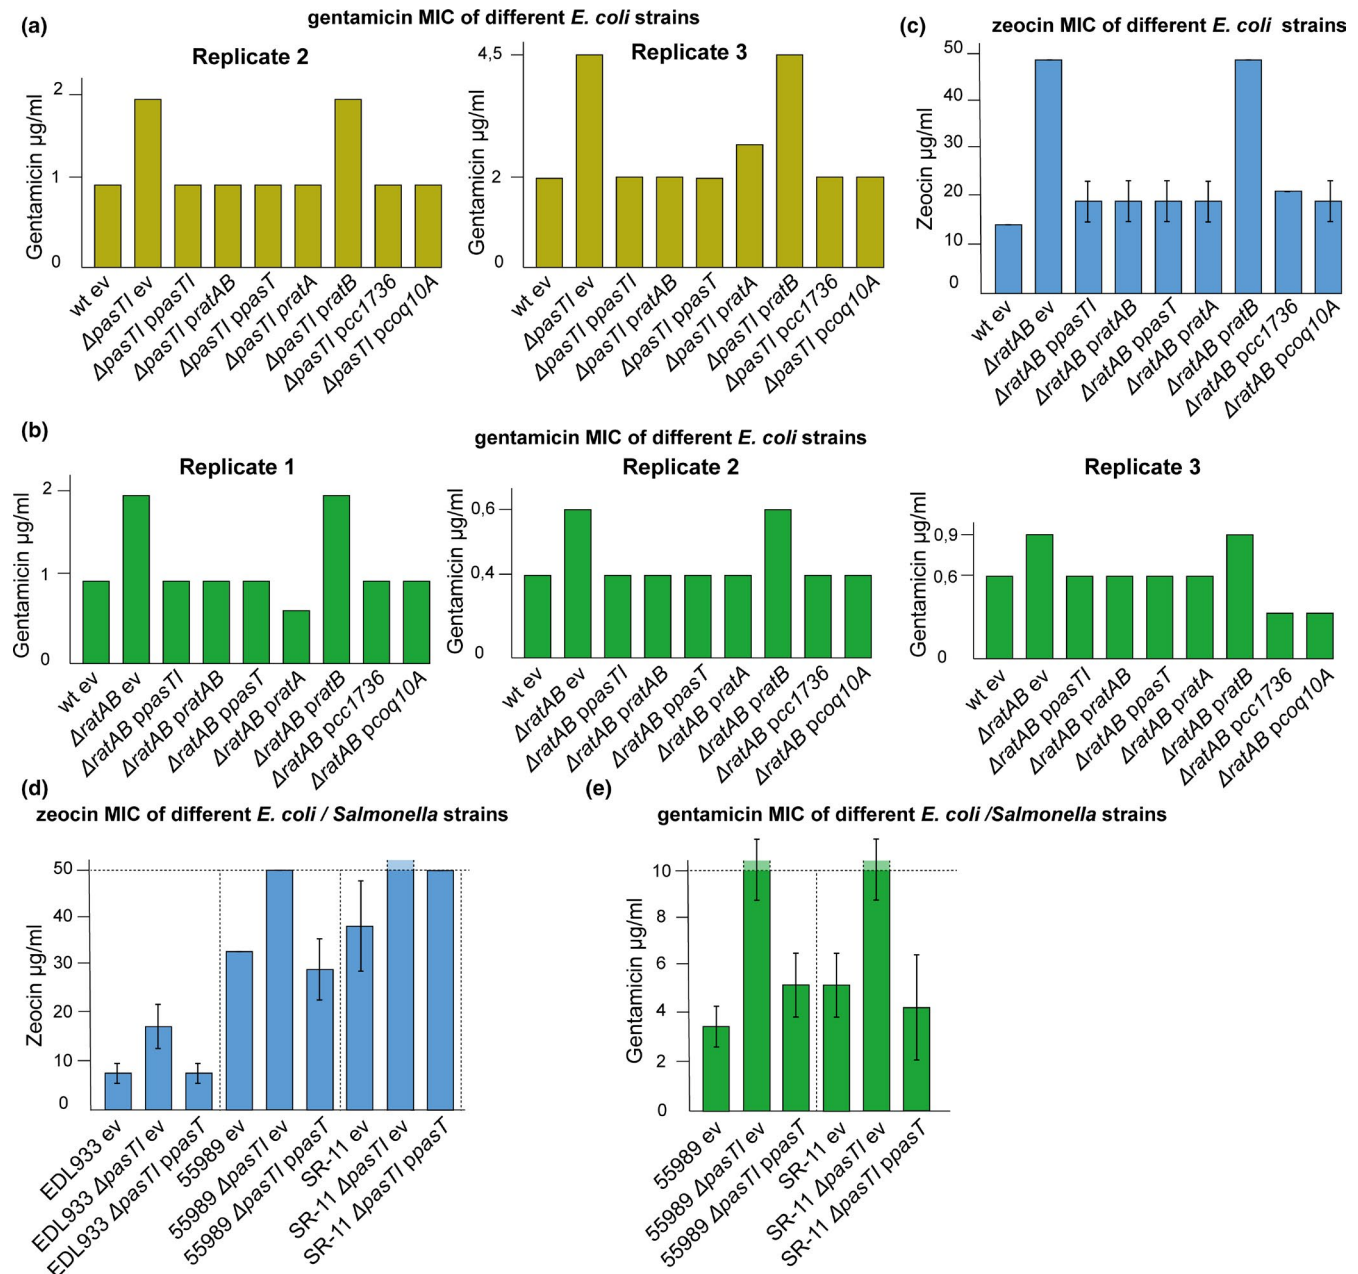 (a)
gentamicin MIC of different E. coli strains
Replicate 2
Gentamicin µg/ml
2
1
0
wt ev
ΔpasTI ev
ΔpasTI ppasTI
ΔpasTI pratAB
ΔpasTI ppasT
ΔpasTI pratA
ΔpasTI pratB
ΔpasTI pcc1736
ΔpasTI pcoq10A
Replicate 3
Gentamicin µg/ml
4,5
2
0
wt ev
ΔpasTI ev
ΔpasTI ppasTI
ΔpasTI pratAB
ΔpasTI ppasT
ΔpasTI pratA
ΔpasTI pratB
ΔpasTI pcc1736
ΔpasTI pcoq10A
(c)
zeocin MIC of different E. coli strains
Zeocin µg/ml
50
40
30
20
10
0
wt ev
ΔratAB ev
ΔratAB ppasTI
ΔratAB pratAB
ΔratAB ppasT
ΔratAB pratA
ΔratAB pratB
ΔratAB pcc1736
ΔratAB pcoq10A
(b)
gentamicin MIC of different E. coli strains
Replicate 1
Gentamicin µg/ml
2
1
0
wt ev
ΔratAB ev
ΔratAB ppasTI
ΔratAB pratAB
ΔratAB ppasT
ΔratAB pratA
ΔratAB pratB
ΔratAB pcc1736
ΔratAB pcoq10A
Replicate 2
Gentamicin µg/ml
0,6
0,4
0
wt ev
ΔratAB ev
ΔratAB ppasTI
ΔratAB pratAB
ΔratAB ppasT
ΔratAB pratA
ΔratAB pratB
ΔratAB pcc1736
ΔratAB pcoq10A
Replicate 3
Gentamicin µg/ml
0,9
0,6
0
wt ev
ΔratAB ev
ΔratAB ppasTI
ΔratAB pratAB
ΔratAB ppasT
ΔratAB pratA
ΔratAB pratB
ΔratAB pcc1736
ΔratAB pcoq10A
(d)
zeocin MIC of different E. coli / Salmonella strains
Zeocin µg/ml
50
40
30
20
10
0
EDL933 ev
EDL933 ΔpasTI ev
EDL933 ΔpasTI ppasT
55989 ev
55989 ΔpasTI ev
55989 ΔpasTI ppasT
SR-11 ev
SR-11 ΔpasTI ev
SR-11 ΔpasTI ppasT
(e)
gentamicin MIC of different E. coli /Salmonella strains
Gentamicin µg/ml
10
8
6
4
2
0
55989 ev
55989 ΔpasTI ev
55989 ΔpasTI ppasT
SR-11 ev
SR-11 ΔpasTI ev
SR-11 ΔpasTI ppasT